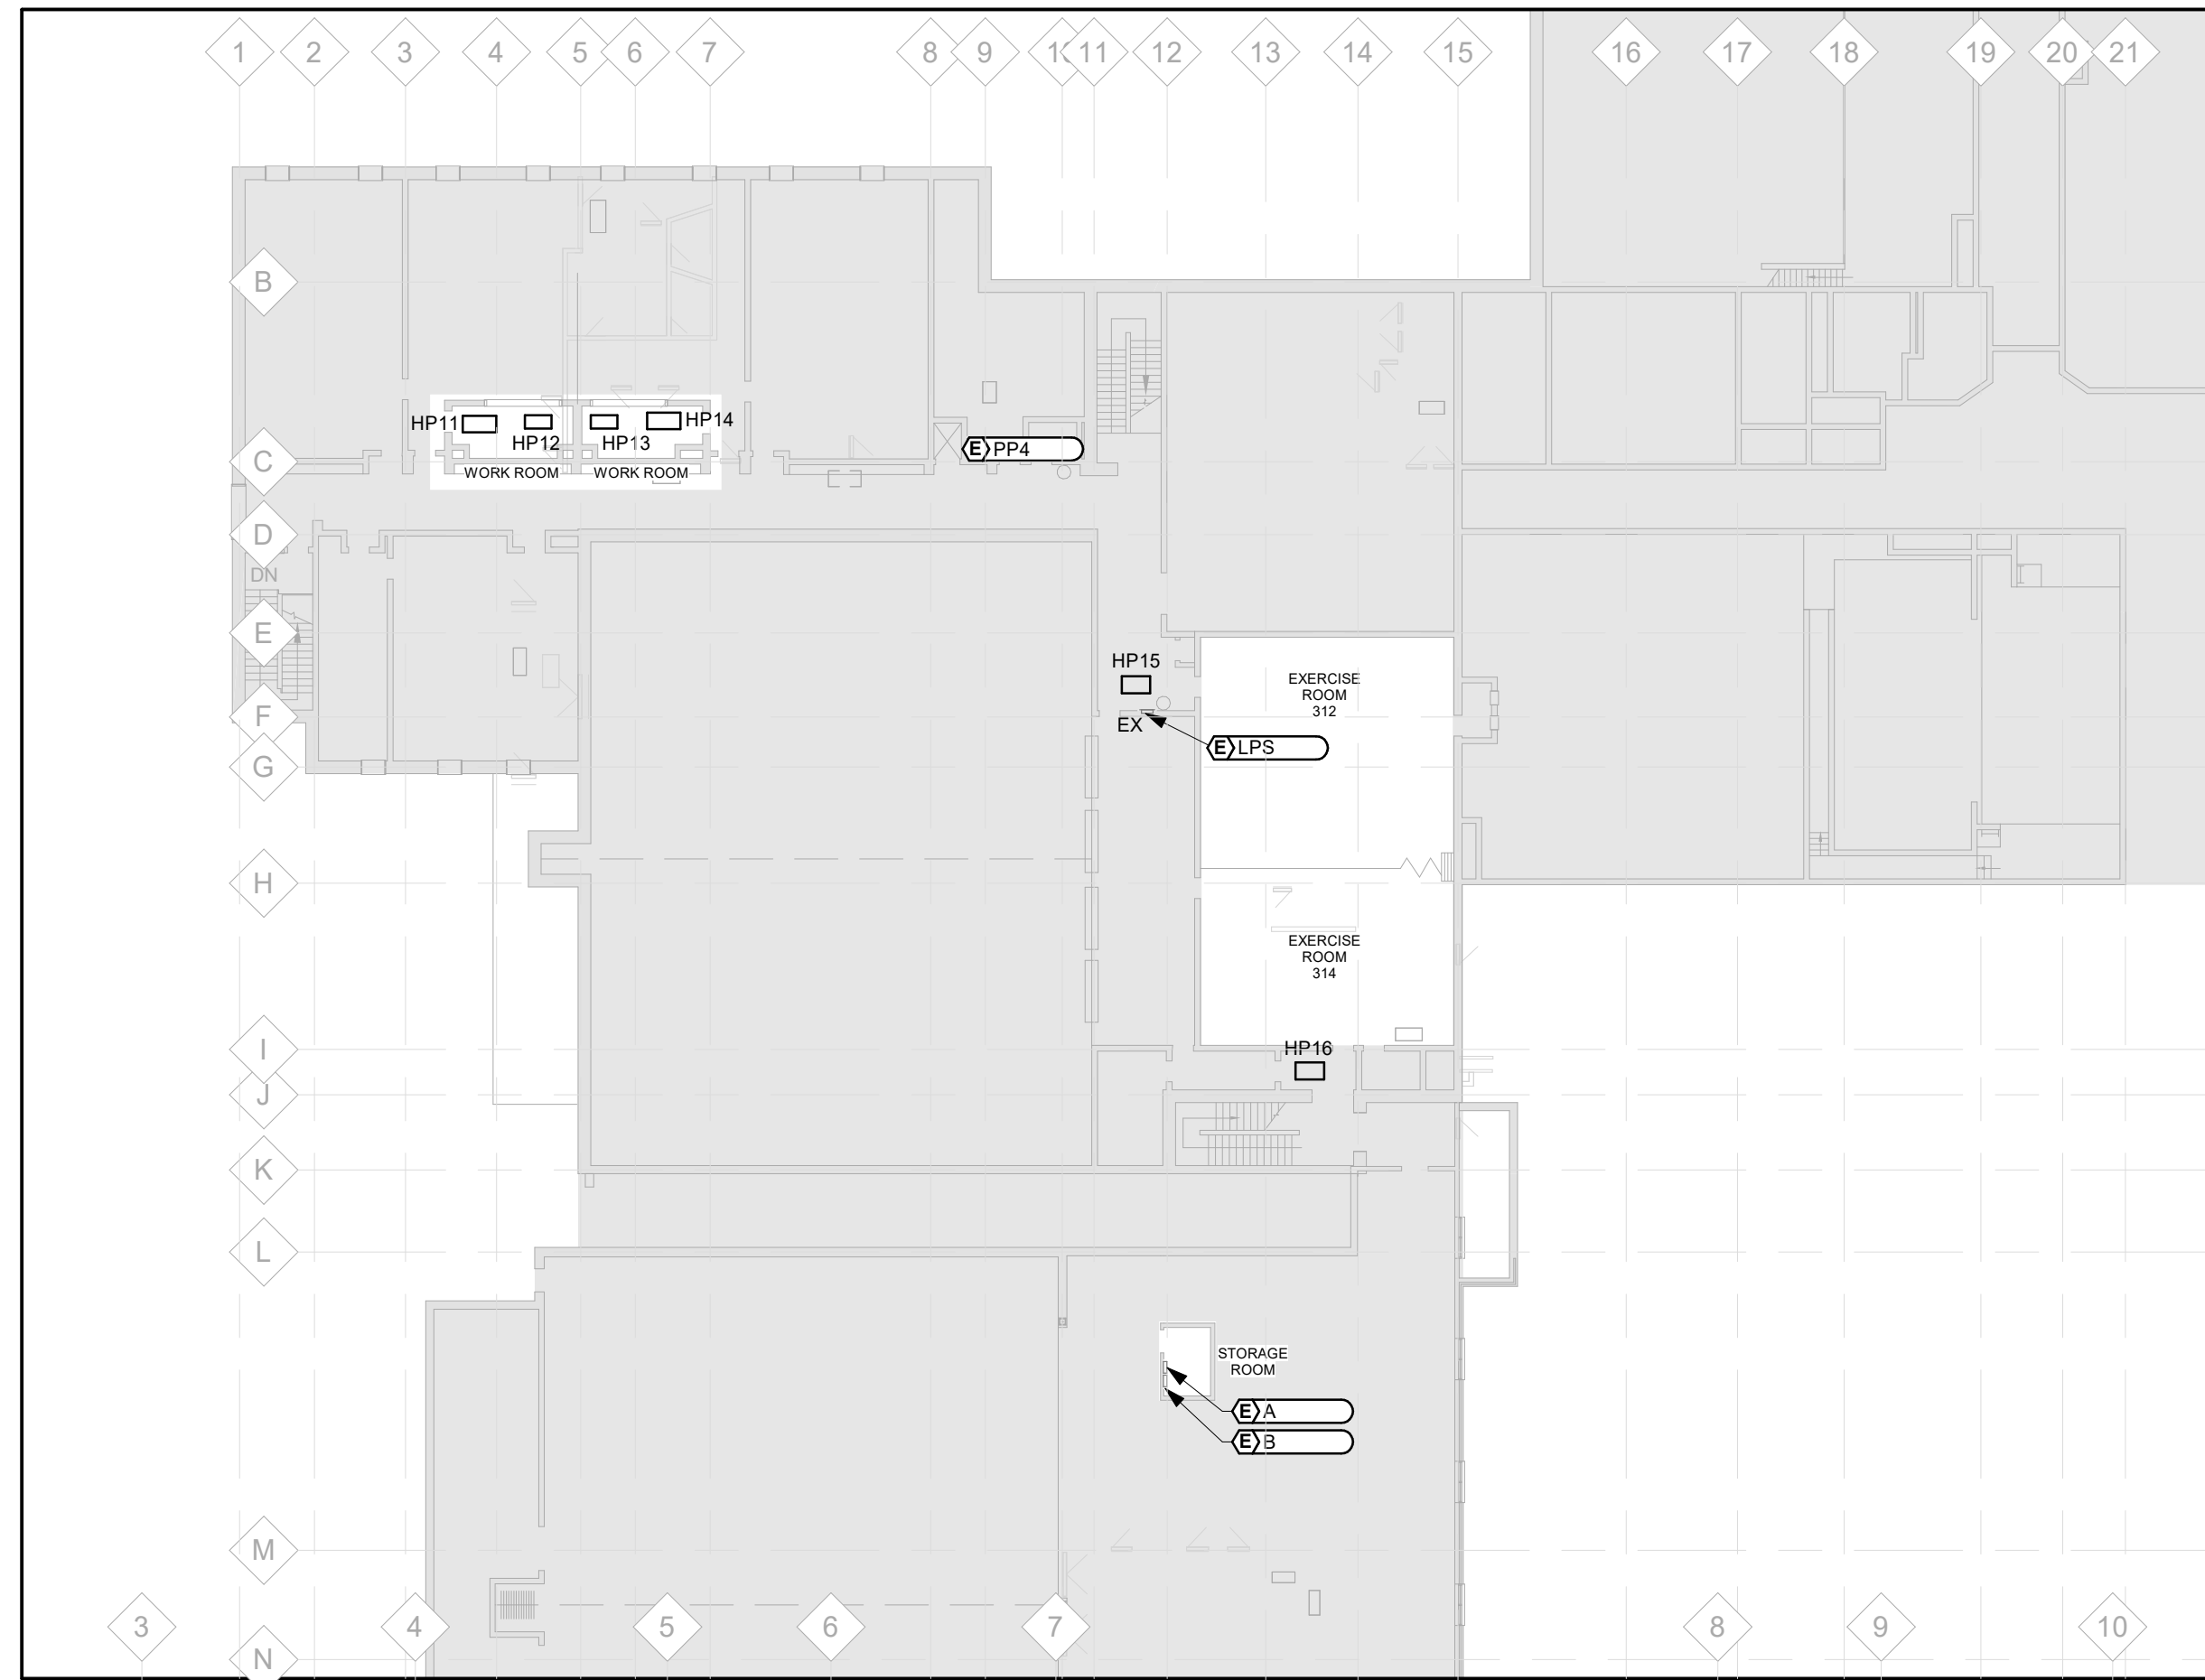 1 2 3 4 5 6 7 8 9 11 12 13 14 15 16 17 18 19 20 21
B
HP11 HP12 HP13 HP14
WORK ROOM WORK ROOM
E PP4
C
D
DN
E
HP15
EXERCISE
ROOM
312
F
EX
E LPS
G
H
EXERCISE
ROOM
314
I
HP16
J
K
L
STORAGE
ROOM
E A
E B
M
3 4 5 6 7 8 9 10
N